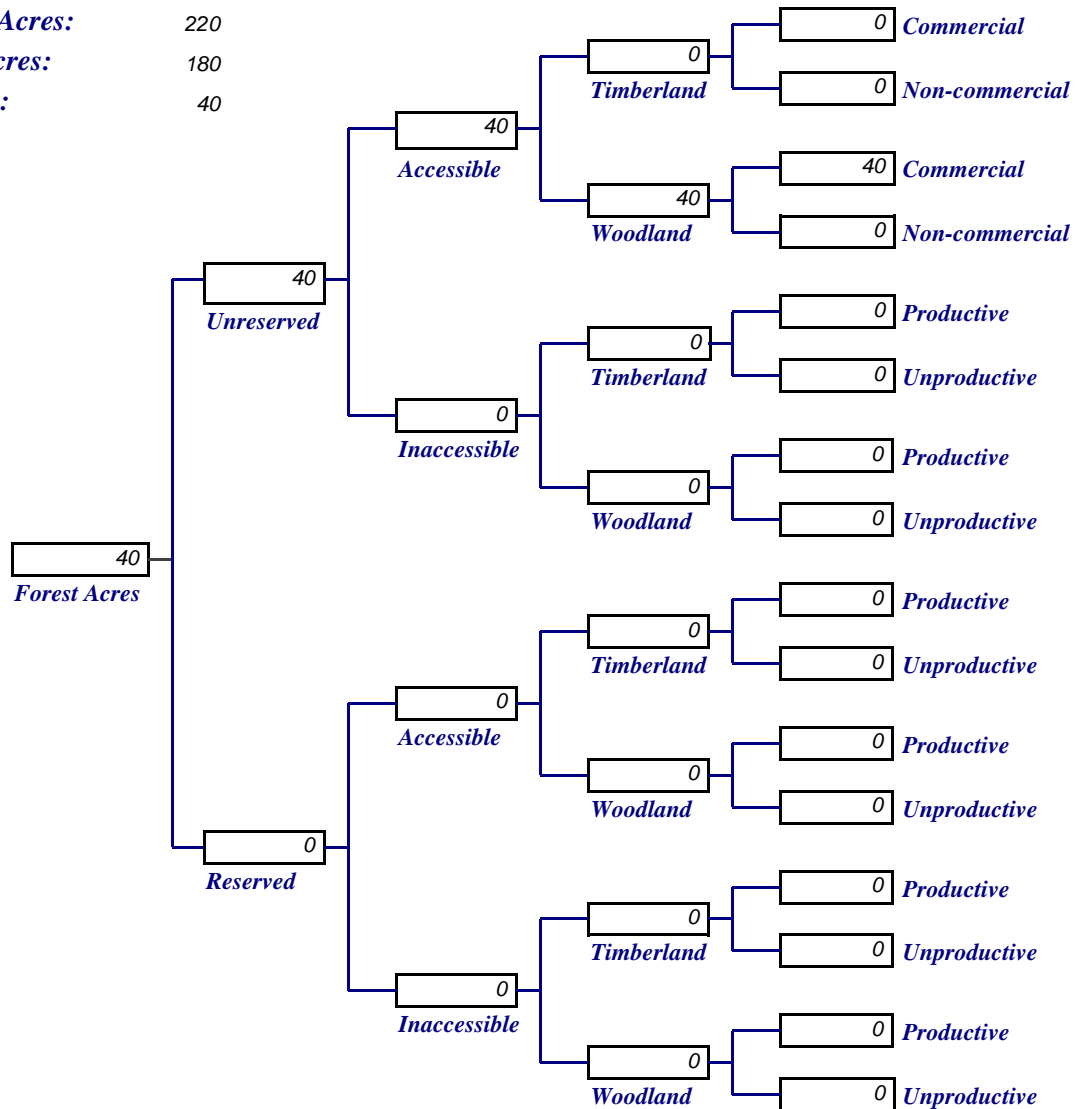 Acres: 220
cres: 180
: 40
0 Commercial
0
Timberland
0 Non-commercial
40
Accessible
40 Commercial
40
Woodland
0 Non-commercial
40
Unreserved
0 Productive
0
Timberland
0 Unproductive
0
Inaccessible
0 Productive
0
Woodland
0 Unproductive
40
Forest Acres
0 Productive
0
Timberland
0 Unproductive
0
Accessible
0 Productive
0
Woodland
0 Unproductive
0
Reserved
0 Productive
0
Timberland
0 Unproductive
0
Inaccessible
0 Productive
0
Woodland
0 Unproductive